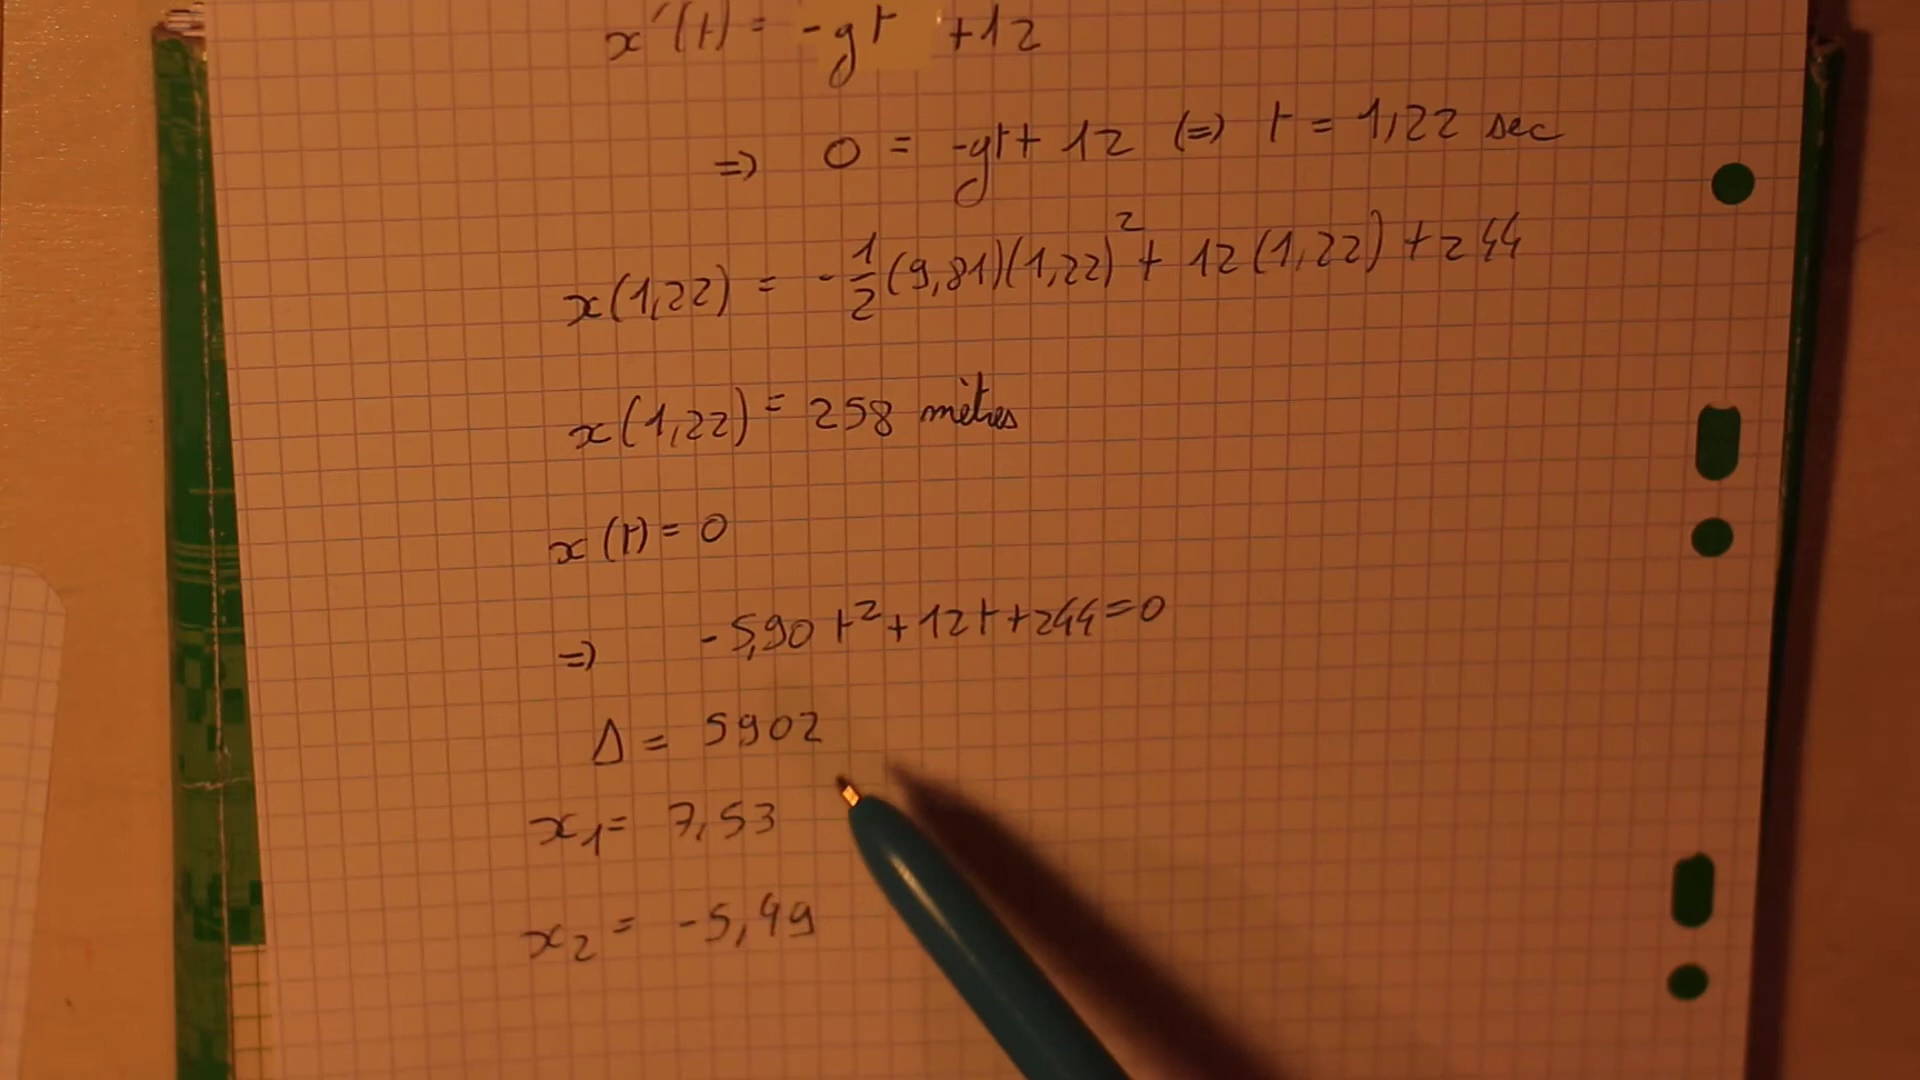 x'(t) = -gt +12
=> 0 = -gt + 12 (=) t = 1,22 sec
x(1,22) = -1/2(9,81)(1,22)² + 12(1,22) + 244
x(1,22) = 258 mètres
x(t) = 0
=> -5,90 t² + 12t + 244 = 0
Δ = 5902
x₁ = 7,53
x₂ = -5,49